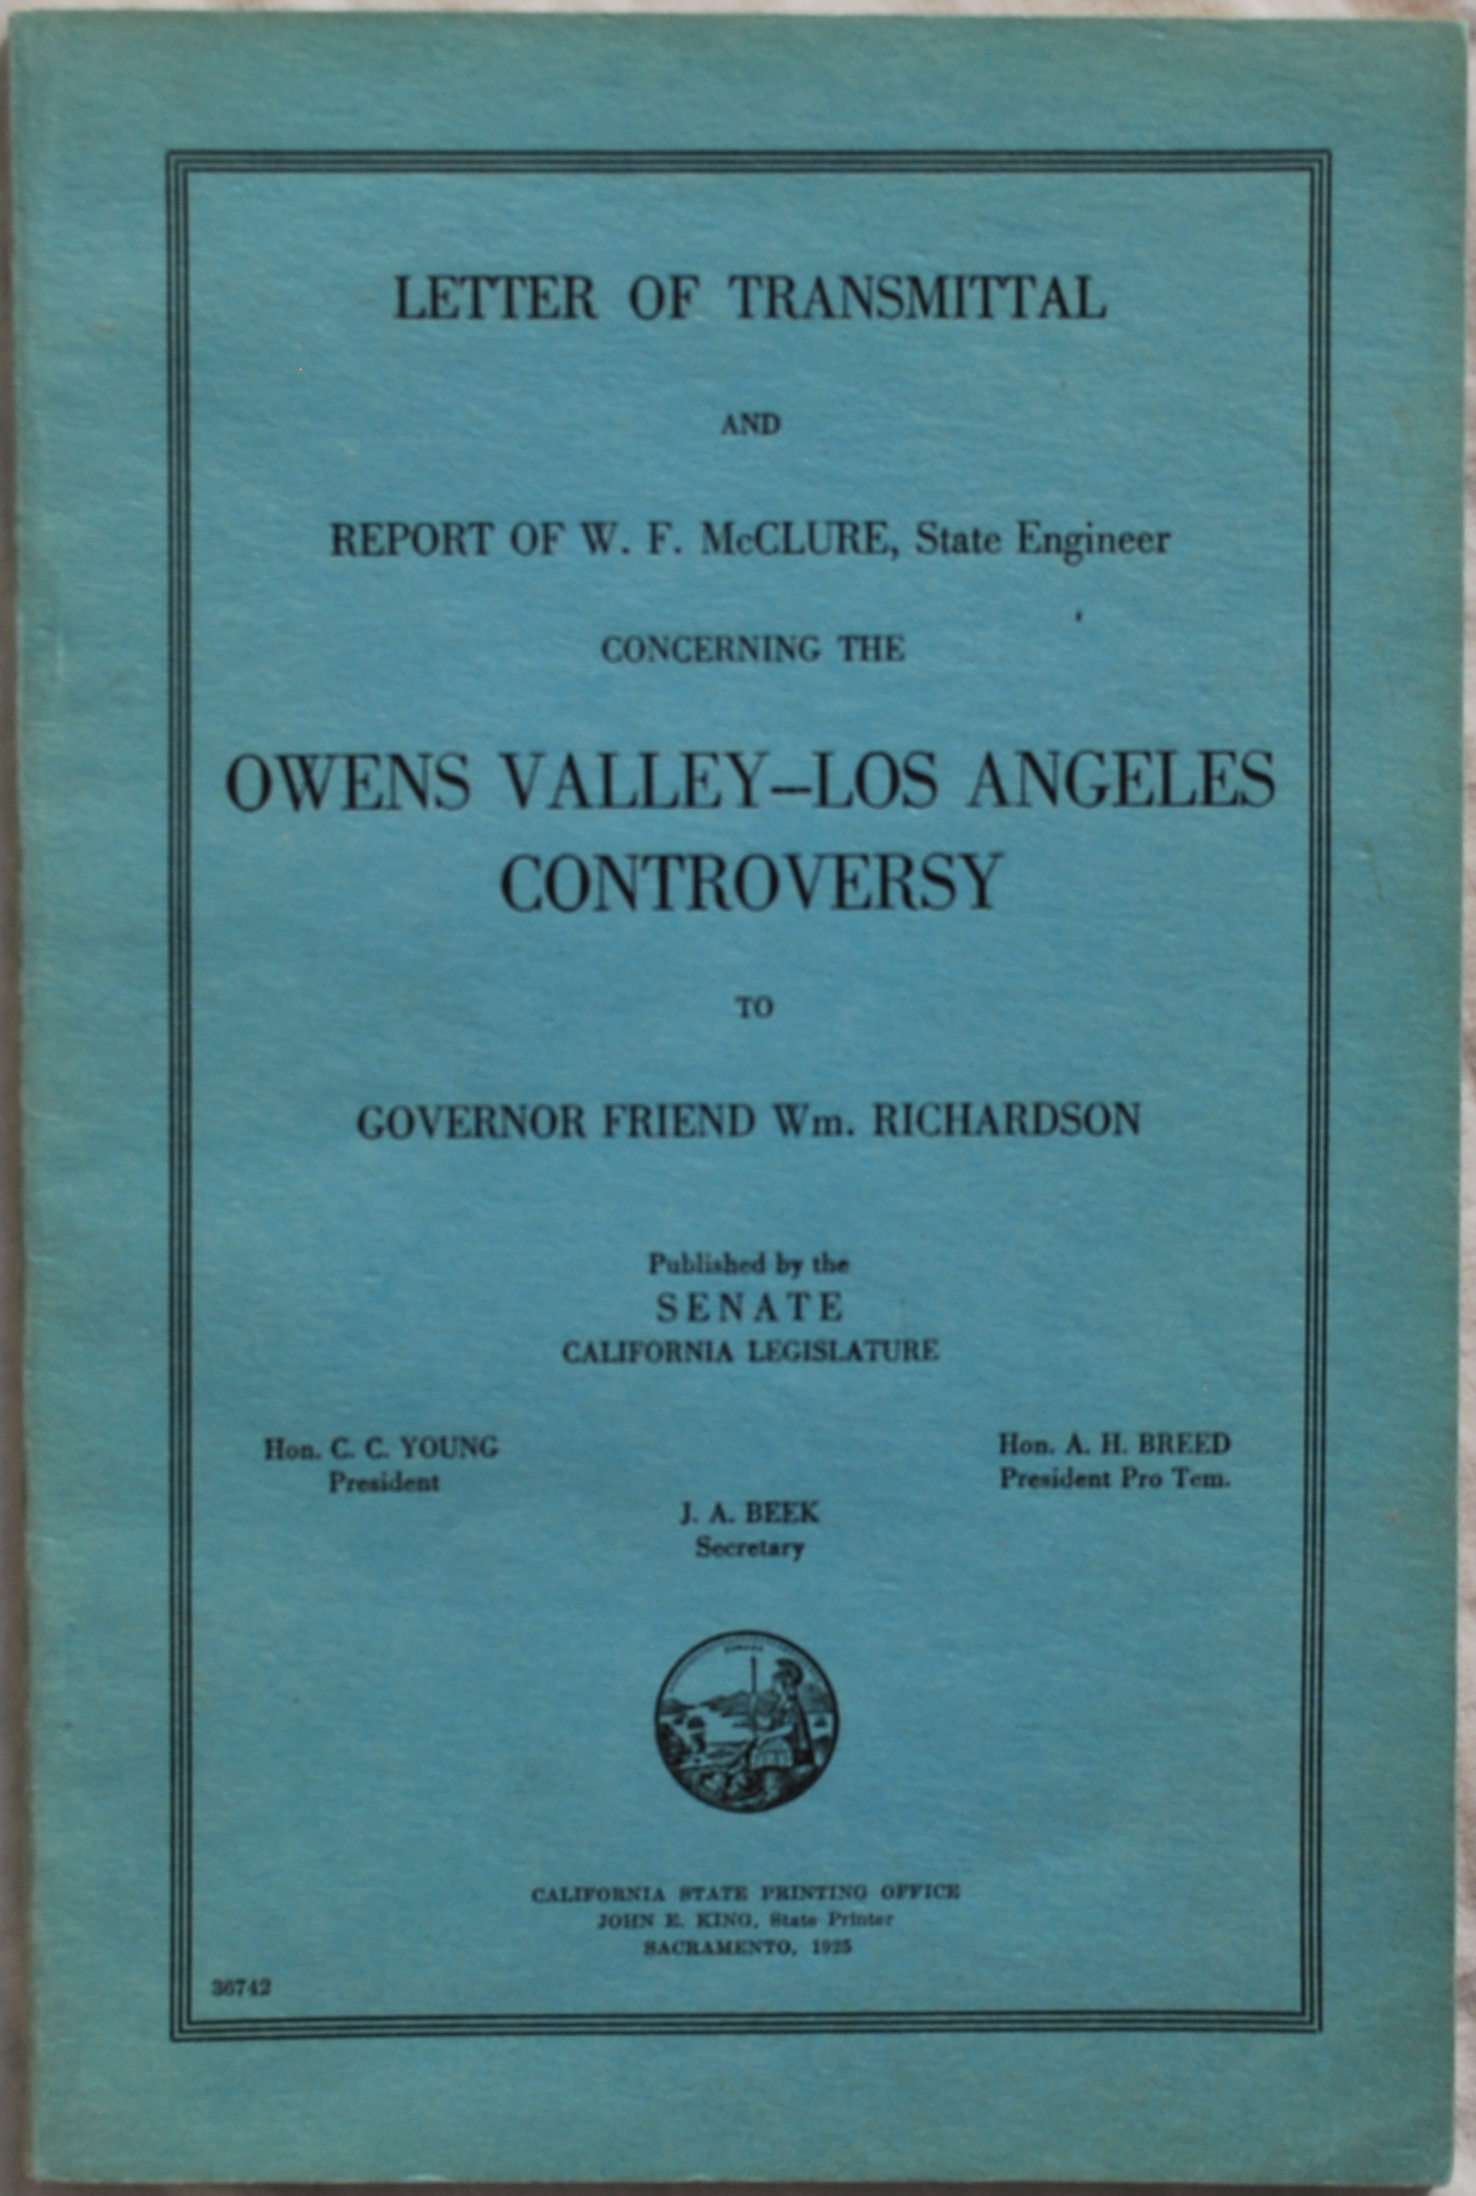 LETTER OF TRANSMITTAL
AND
REPORT OF W. F. McCLURE, State Engineer
CONCERNING THE
OWENS VALLEY–LOS ANGELES
CONTROVERSY
TO
GOVERNOR FRIEND Wm. RICHARDSON
Published by the
SENATE
CALIFORNIA LEGISLATURE
Hon. C. C. YOUNG
President
Hon. A. H. BREED
President Pro Tem.
J. A. BEEK
Secretary
CALIFORNIA STATE PRINTING OFFICE
JOHN E. KING, State Printer
SACRAMENTO, 1925
36742